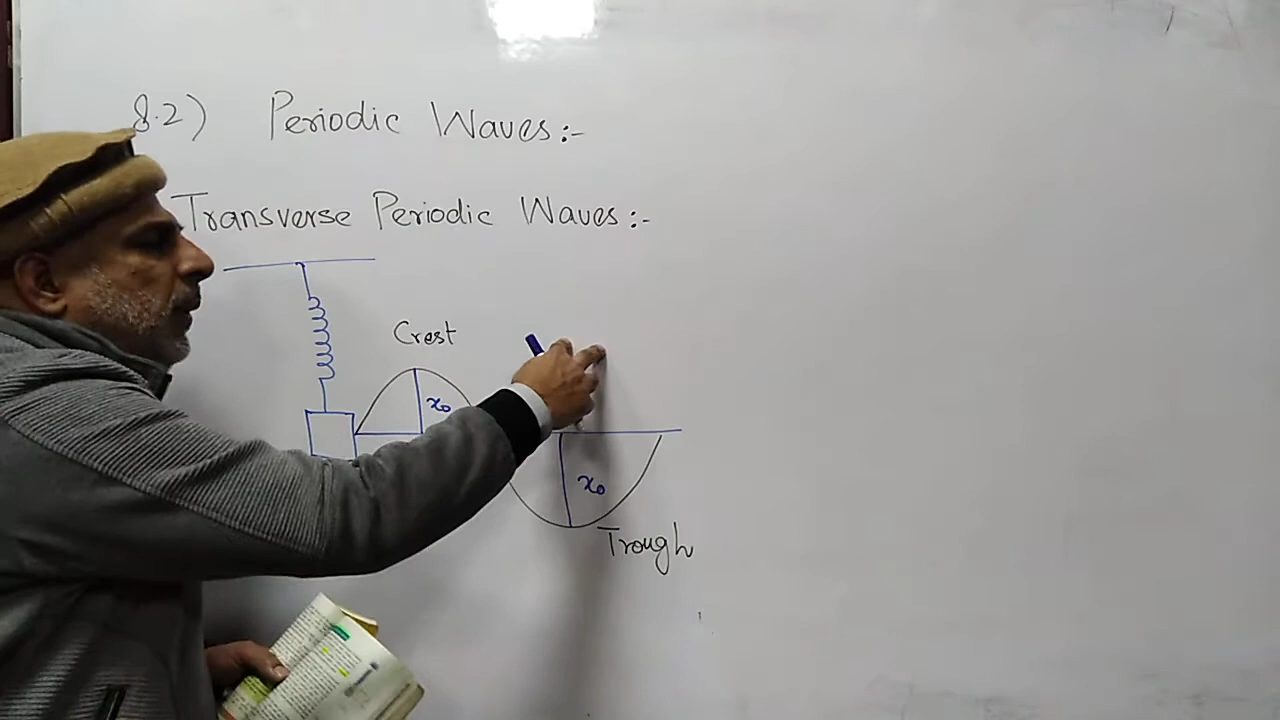 8.2) Periodic Waves:-
Transverse Periodic Waves:-
Crest
x₀
x₀
Trough